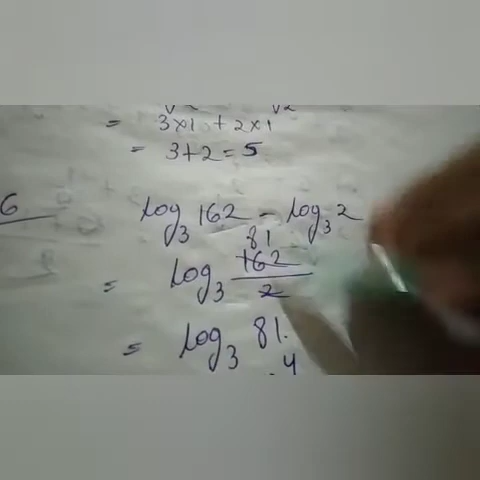 = 3×1 + 2×1
= 3+2 = 5
6
log₃ 162 - log₃ 2
81
= log₃ 162/2
= log₃ 81.
4